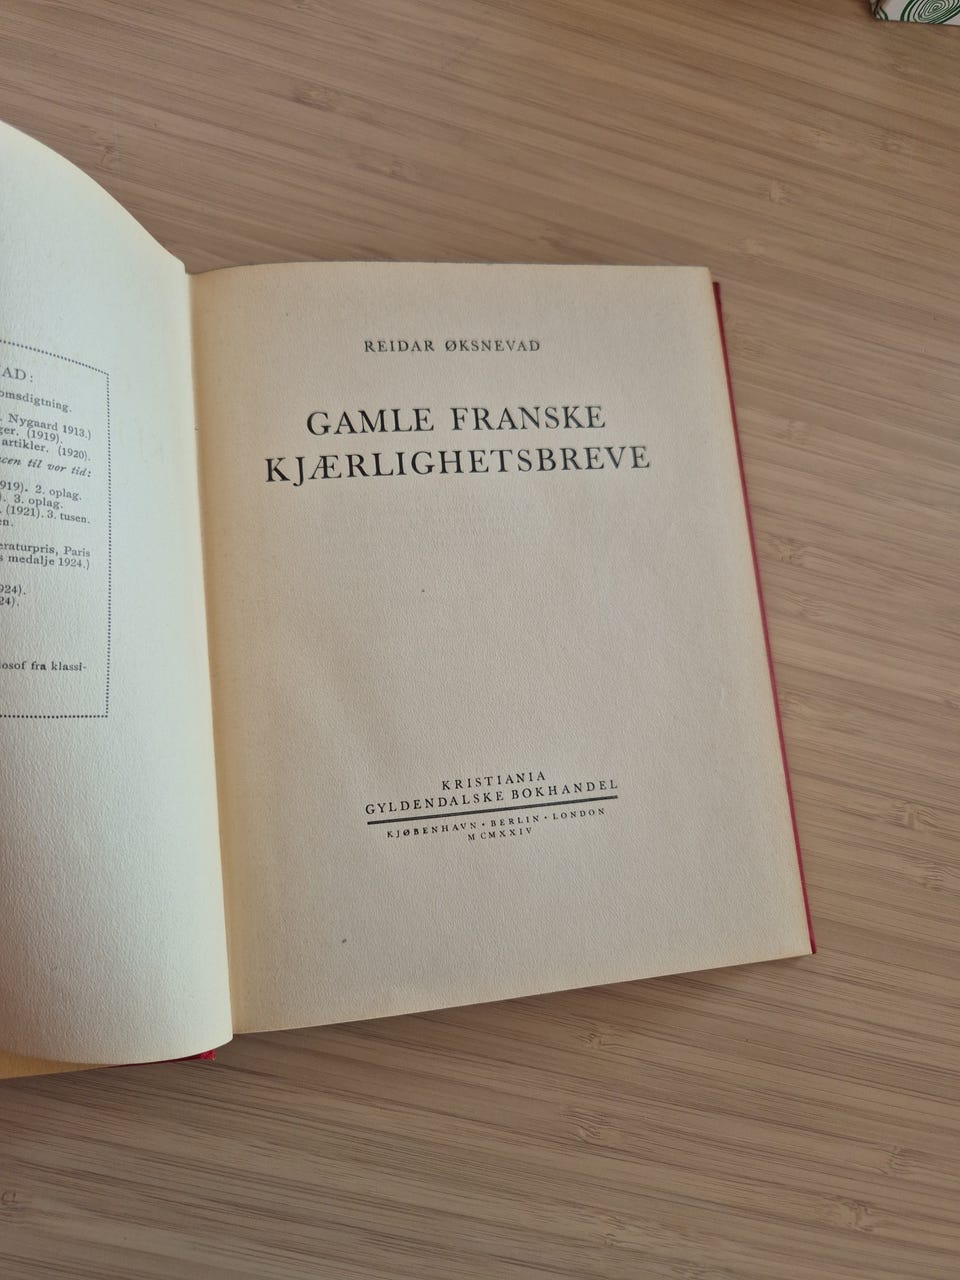 AD:
omsdigtning.
Nygaard 1913.)
ger. (1919).
artikler. (1920).
cen til vor tid:
919). 2. oplag.
). 3. oplag.
. (1921). 3. tusen.
en.
eraturpris, Paris
s medalje 1924.)
924).
24).
osof fra klassi-
REIDAR ØKSNEVAD
GAMLE FRANSKE
KJÆRLIGHETSBREVE
KRISTIANIA
GYLDENDALSKE BOKHANDEL
KJØBENHAVN · BERLIN · LONDON
MCMXXIV